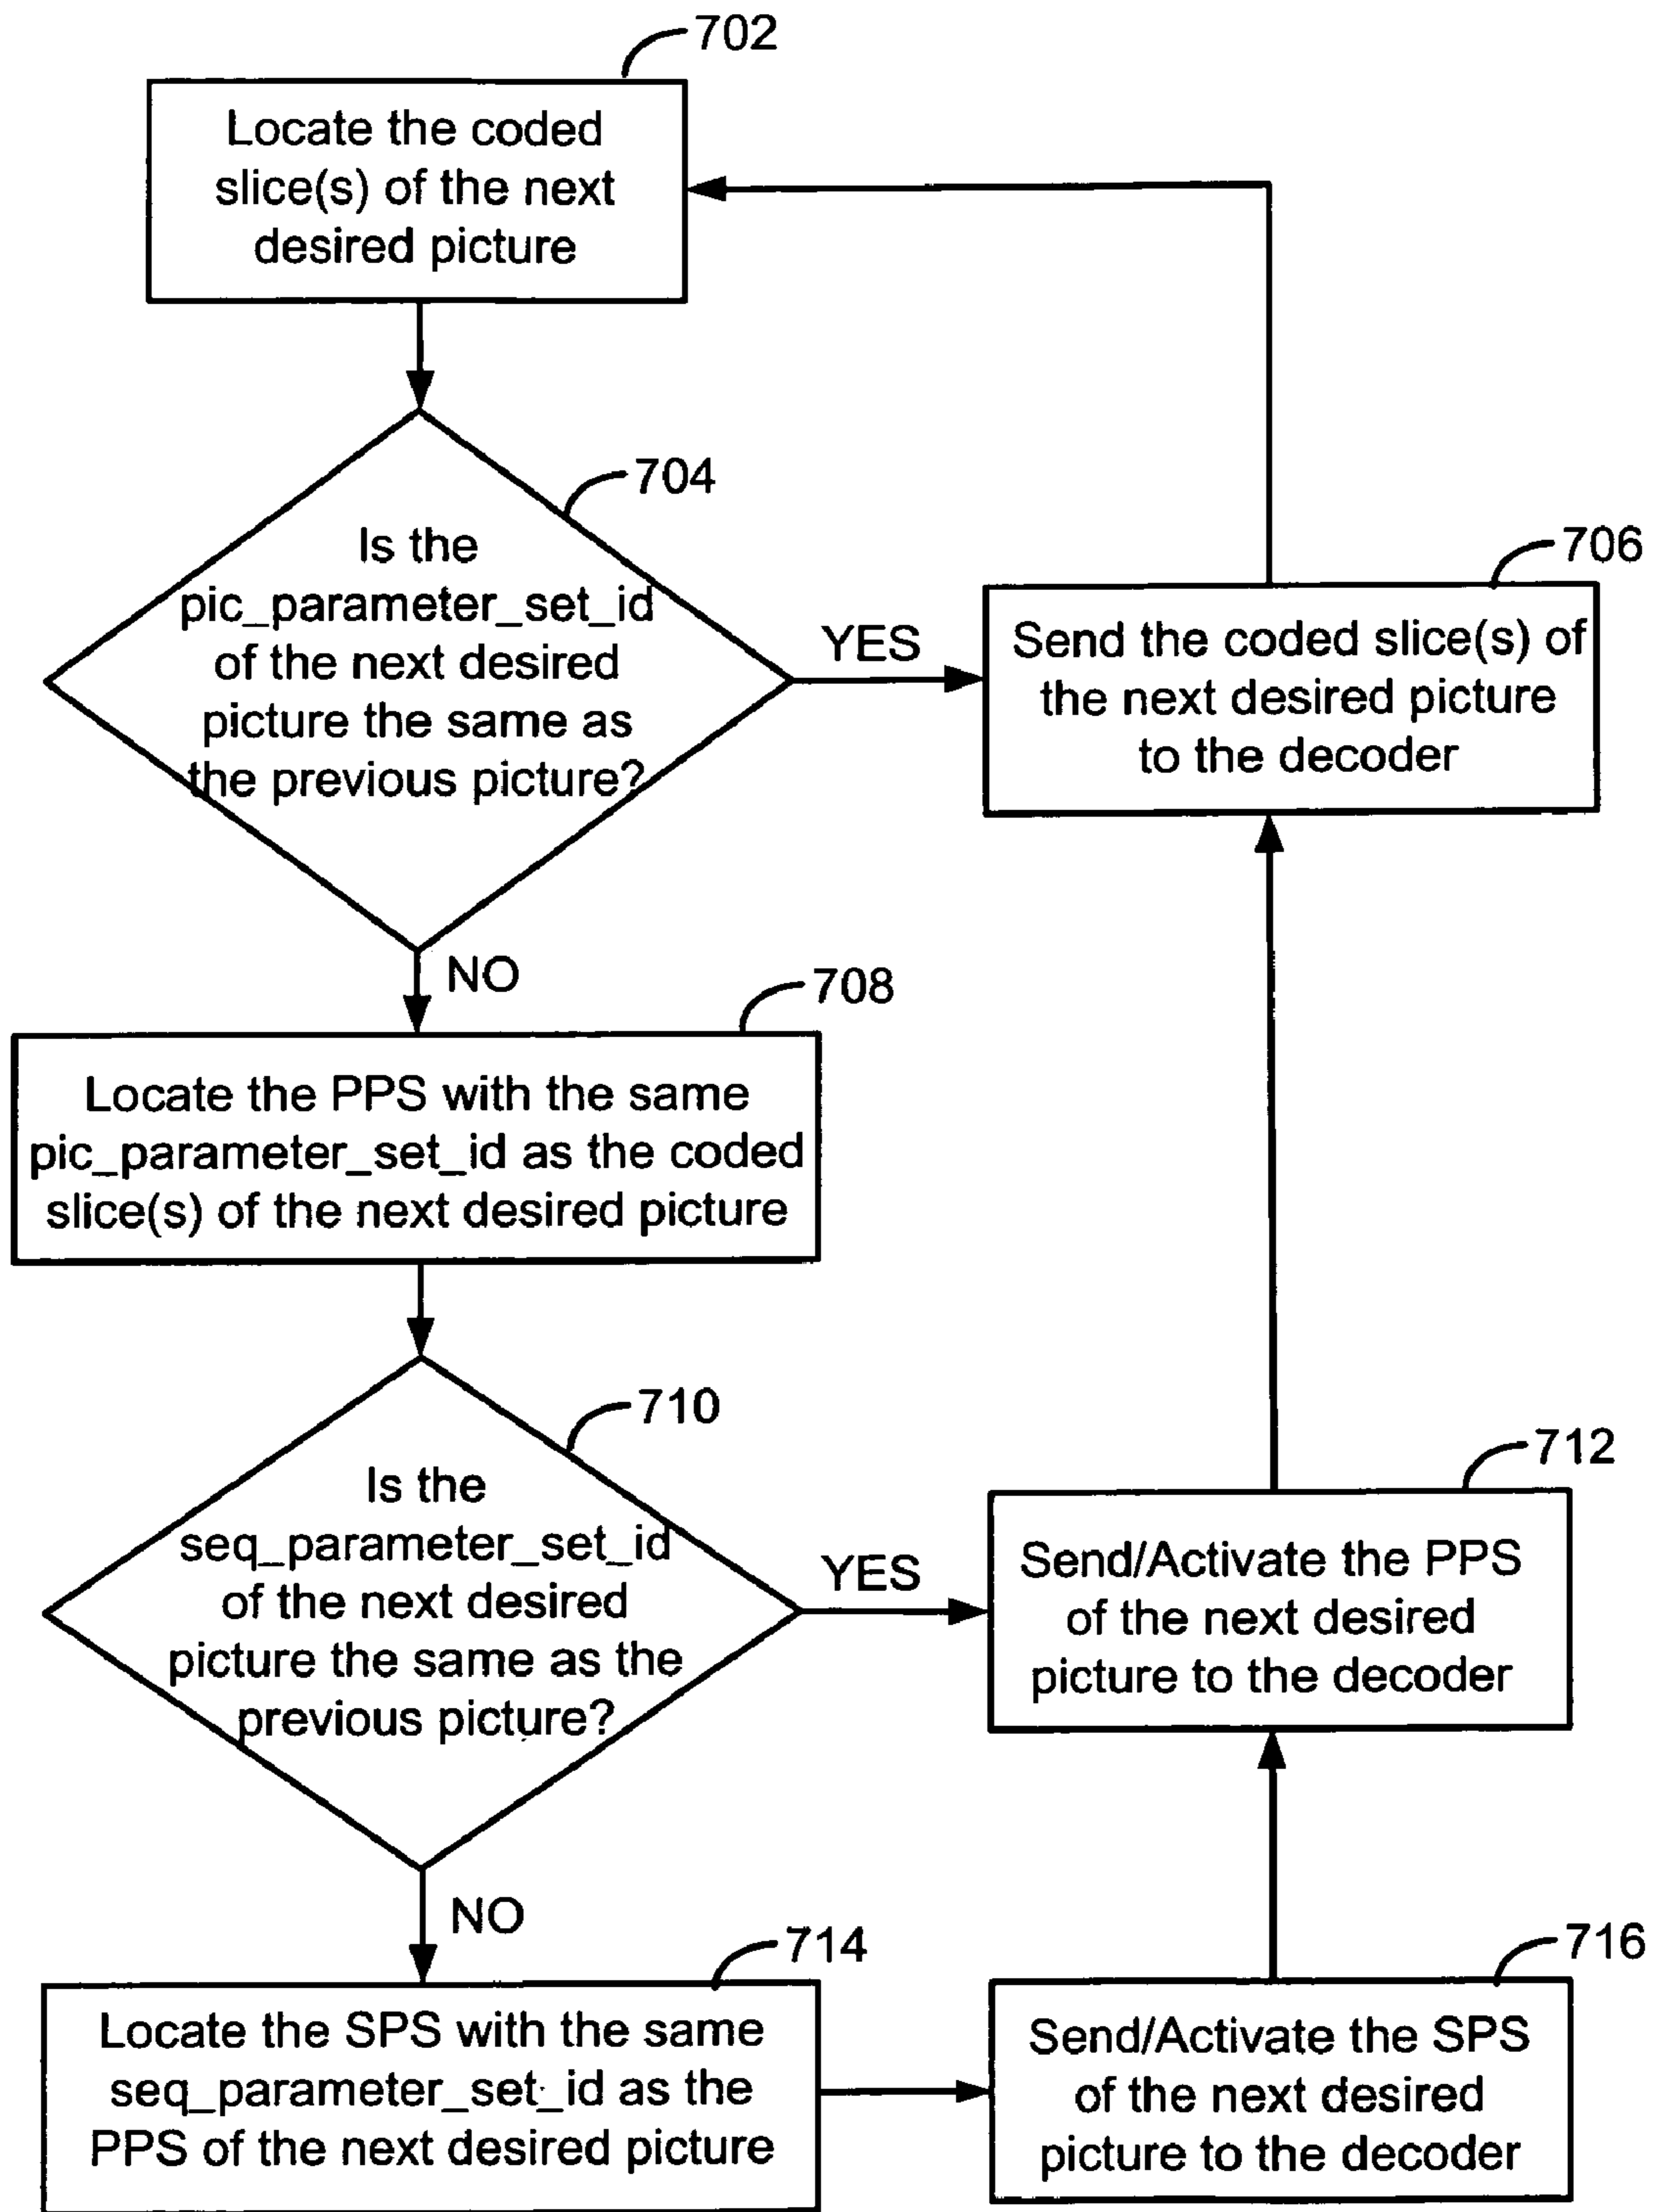 702
Locate the coded
slice(s) of the next
desired picture
704
Is the
pic_parameter_set_id
of the next desired
picture the same as
the previous picture?
YES
706
Send the coded slice(s) of
the next desired picture
to the decoder
NO
708
Locate the PPS with the same
pic_parameter_set_id as the coded
slice(s) of the next desired picture
710
Is the
seq_parameter_set_id
of the next desired
picture the same as the
previous picture?
YES
712
Send/Activate the PPS
of the next desired
picture to the decoder
NO
714
Locate the SPS with the same
seq_parameter_set_id as the
PPS of the next desired picture
716
Send/Activate the SPS
of the next desired
picture to the decoder